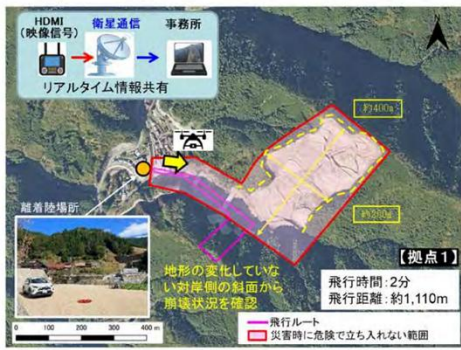 HDMI
(映像信号)
衛星通信
事務所
リアルタイム情報共有
約400m
離着陸場所
地形の変化していな
い対岸側の斜面から
崩壊状況を確認
【拠点1】
飛行時間:2分
飛行距離:約1,110m
飛行ルート
災害時に危険で立ち入れない範囲
0 100 200 300 400 m